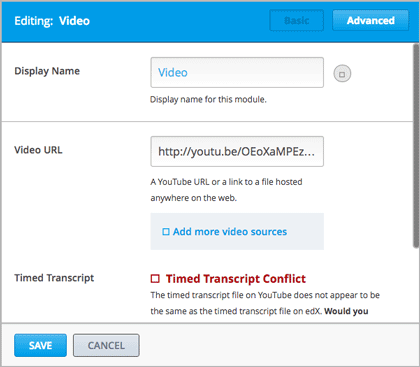 Editing: Video
Basic
Advanced
Display Name
Video
Display name for this module.
Video URL
http://youtu.be/OEoXaMPEz...
A YouTube URL or a link to a file hosted
anywhere on the web.
Add more video sources
Timed Transcript
Timed Transcript Conflict
The timed transcript file on YouTube does not appear to be
the same as the timed transcript file on edX. Would you
SAVE
CANCEL